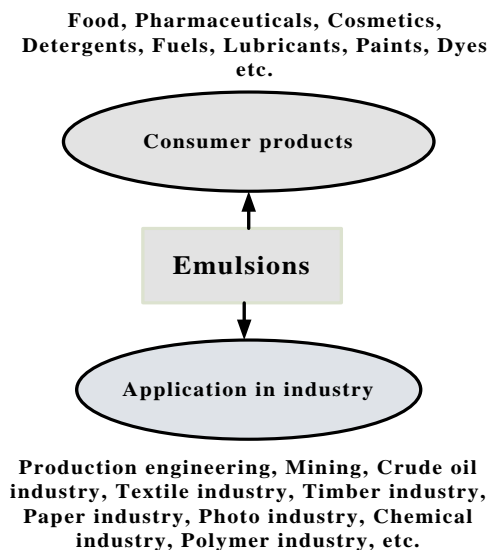 Food, Pharmaceuticals, Cosmetics,
Detergents, Fuels, Lubricants, Paints, Dyes
etc.
Consumer products
Emulsions
Application in industry
Production engineering, Mining, Crude oil
industry, Textile industry, Timber industry,
Paper industry, Photo industry, Chemical
industry, Polymer industry, etc.